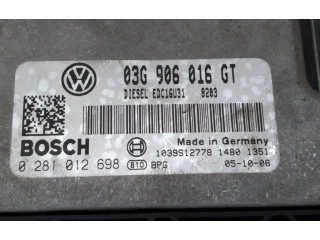 03G 906 016 GT
DIESEL EDC16U31 8203
BOSCH
Made in Germany
1039S12778 1480 1351
0 281 012 698 B10 BPG 05-10-06